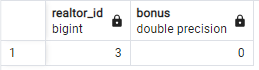 realtor_id bonus
bigint double precision
1 3 0